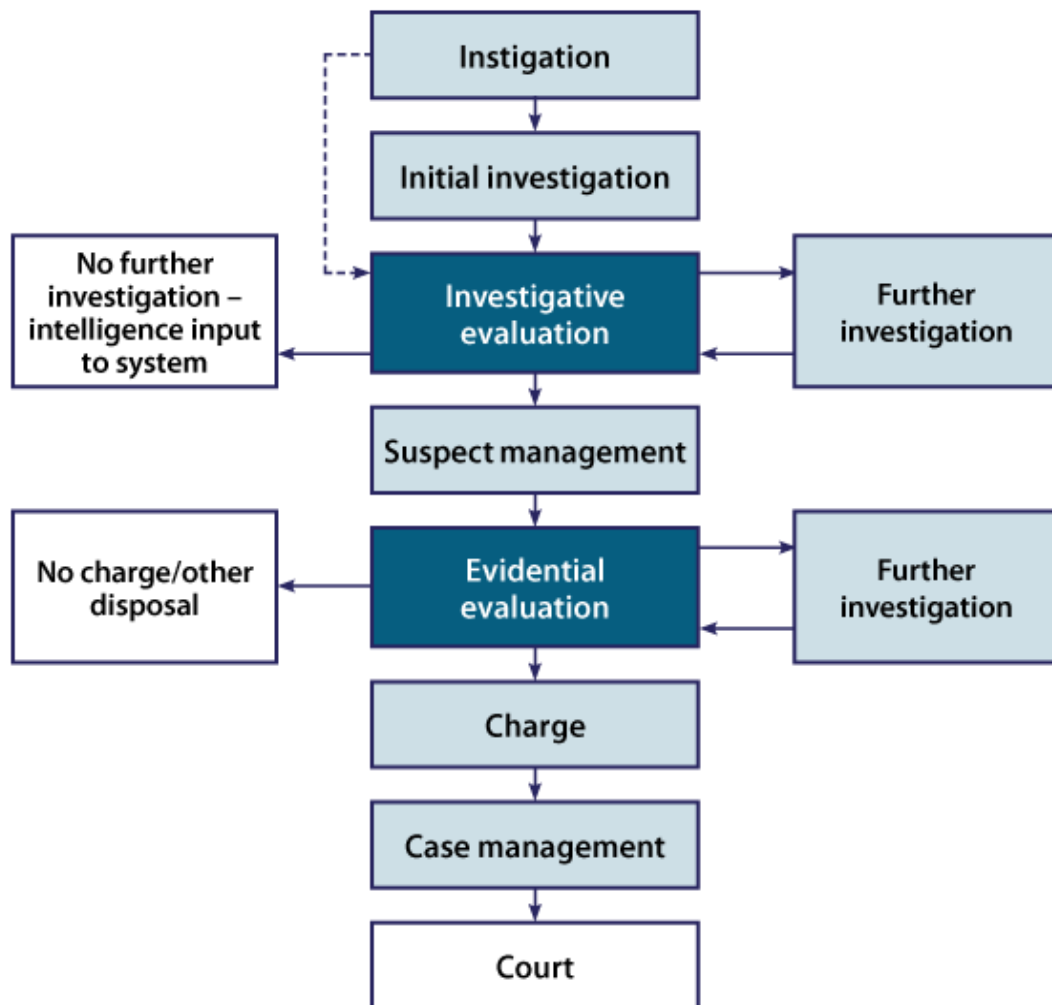 Instigation
Initial investigation
No further
investigation –
intelligence input
to system
Investigative
evaluation
Further
investigation
Suspect management
No charge/other
disposal
Evidential
evaluation
Further
investigation
Charge
Case management
Court